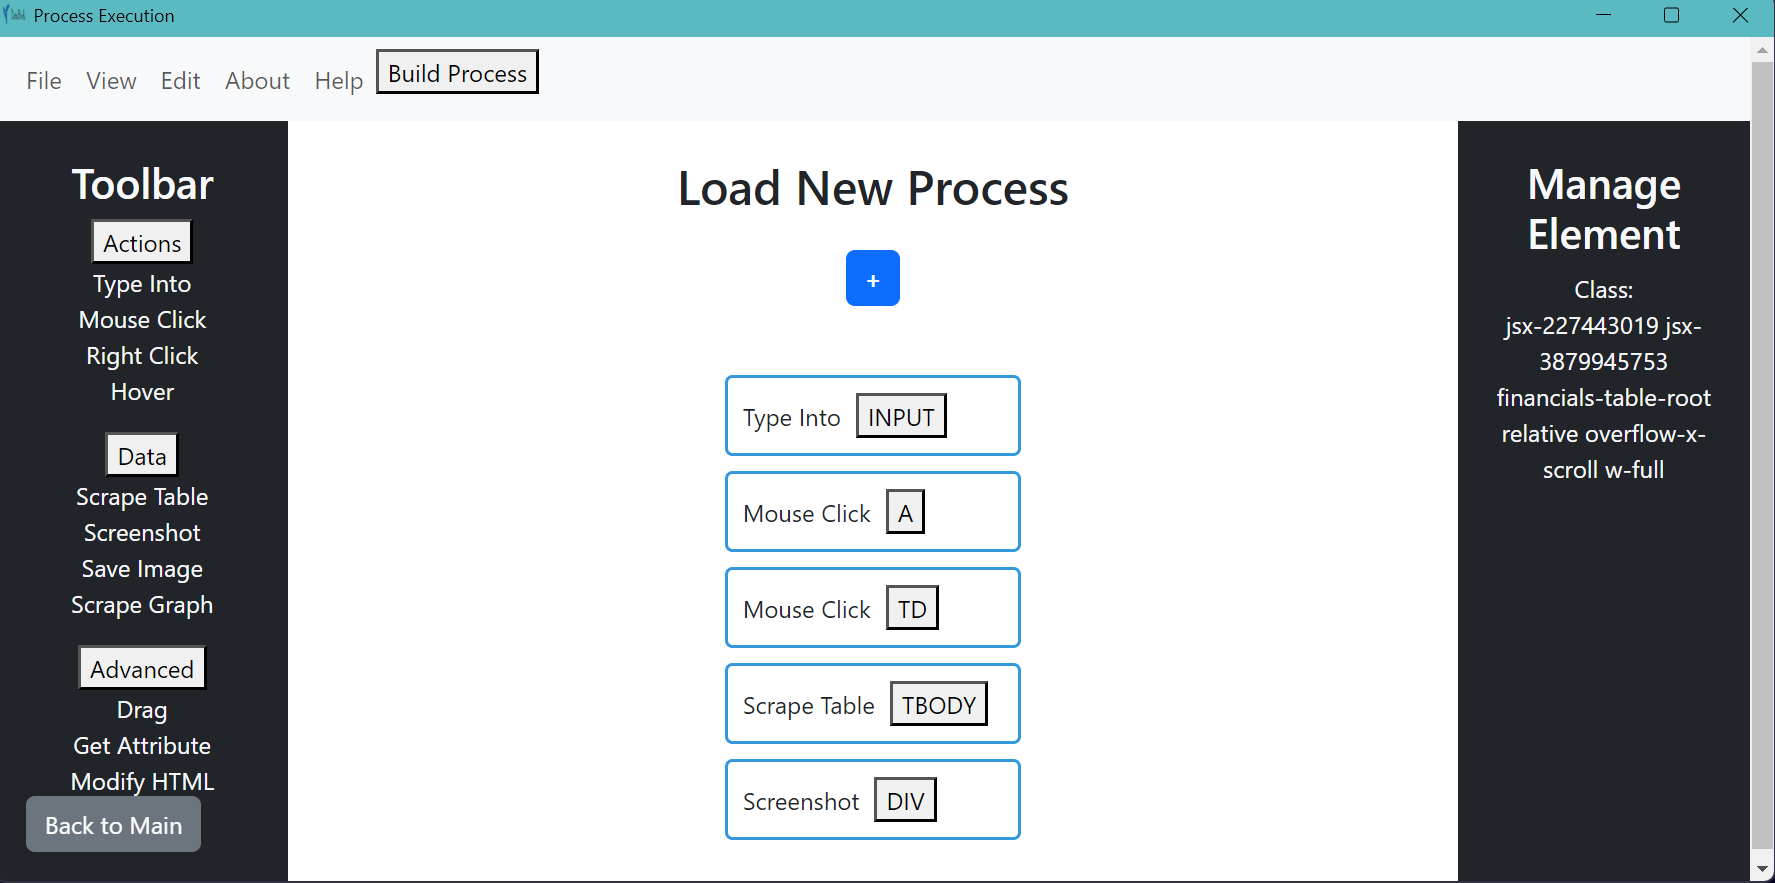 Process Execution
File View Edit About Help Build Process
Toolbar
Actions
Type Into
Mouse Click
Right Click
Hover
Data
Scrape Table
Screenshot
Save Image
Scrape Graph
Advanced
Drag
Get Attribute
Modify HTML
Back to Main
Load New Process
+
Type Into INPUT
Mouse Click A
Mouse Click TD
Scrape Table TBODY
Screenshot DIV
Manage
Element
Class:
jsx-227443019 jsx-
3879945753
financials-table-root
relative overflow-x-
scroll w-full